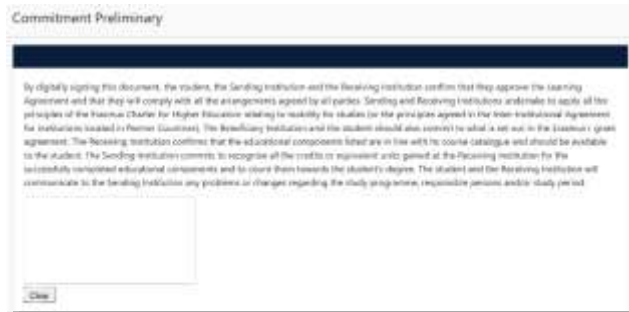 Commitment Preliminary
By digitally signing this document, the student, the Sending Institution and the Receiving Institution confirm that they approve the Learning
Agreement and that they will comply with all the arrangements agreed by all parties. Sending and Receiving Institutions undertake to apply all the
principles of the Erasmus Charter for Higher Education relating to mobility for studies (or the principles agreed in the Inter-Institutional Agreement
for institutions located in Partner Countries). The Beneficiary Institution and the student should also commit to what is set out in the Erasmus+ grant
agreement. The Receiving Institution confirms that the educational components listed are in line with its course catalogue and should be available
to the student. The Sending Institution commits to recognise all the credits or equivalent units gained at the Receiving Institution for the
successfully completed educational components and to count them towards the student's degree. The student and the Receiving Institution will
communicate to the Sending Institution any problems or changes regarding the study programme, responsible persons and/or study period.
Clear